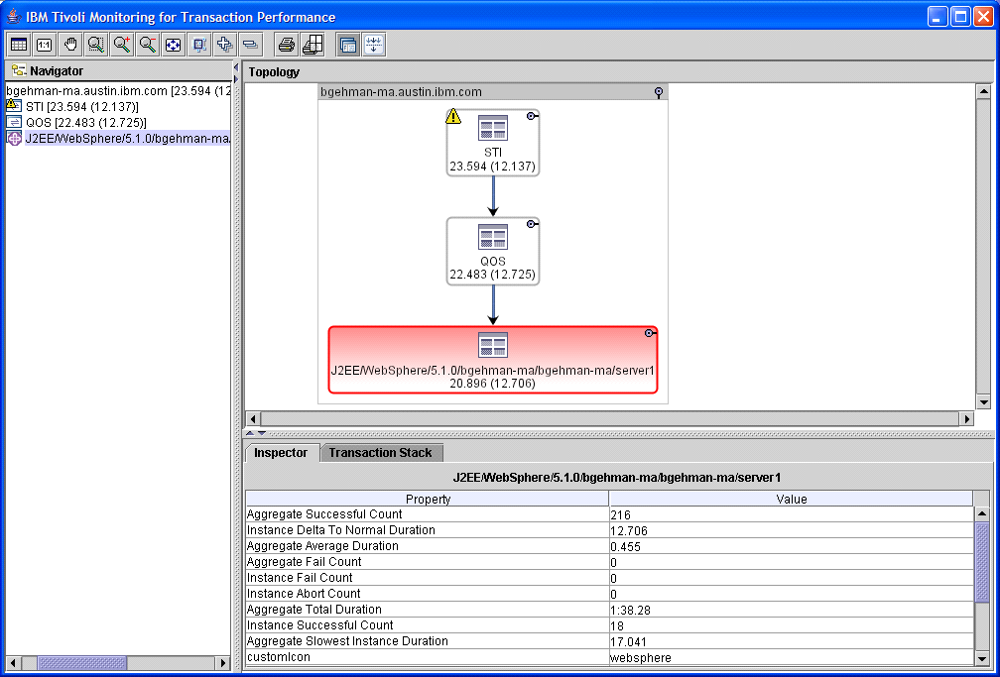 IBM Tivoli Monitoring for Transaction Performance
1:1
Navigator
bgehman-ma.austin.ibm.com [23.594 (12
STI [23.594 (12.137)]
QOS [22.483 (12.725)]
J2EE/WebSphere/5.1.0/bgehman-ma.
Topology
bgehman-ma.austin.ibm.com
STI
23.594 (12.137)
QOS
22.483 (12.725)
J2EE/WebSphere/5.1.0/bgehman-ma/bgehman-ma/server1
20.896 (12.706)
Inspector Transaction Stack
J2EE/WebSphere/5.1.0/bgehman-ma/bgehman-ma/server1
Property Value
Aggregate Successful Count 216
Instance Delta To Normal Duration 12.706
Aggregate Average Duration 0.455
Aggregate Fail Count 0
Instance Fail Count 0
Instance Abort Count 0
Aggregate Total Duration 1:38.28
Instance Successful Count 18
Aggregate Slowest Instance Duration 17.041
customIcon websphere